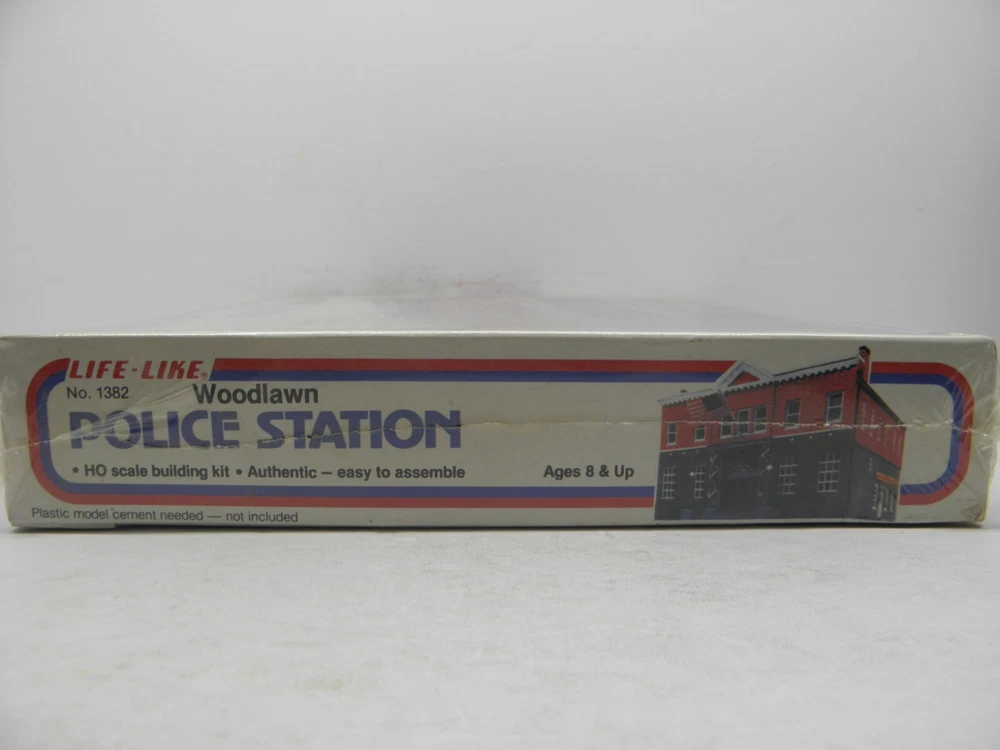 LIFE-LIKE®
No. 1382 Woodlawn
POLICE STATION
• HO scale building kit • Authentic — easy to assemble Ages 8 & Up
Plastic model cement needed — not included